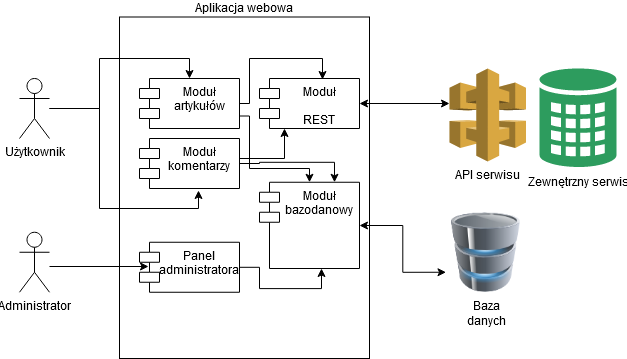 Aplikacja webowa
Moduł
artykułów
Moduł
REST
Moduł
komentarzy
Moduł
bazodanowy
Panel
administratora
Użytkownik
Administrator
API serwisu
Zewnętrzny serwis
Baza
danych